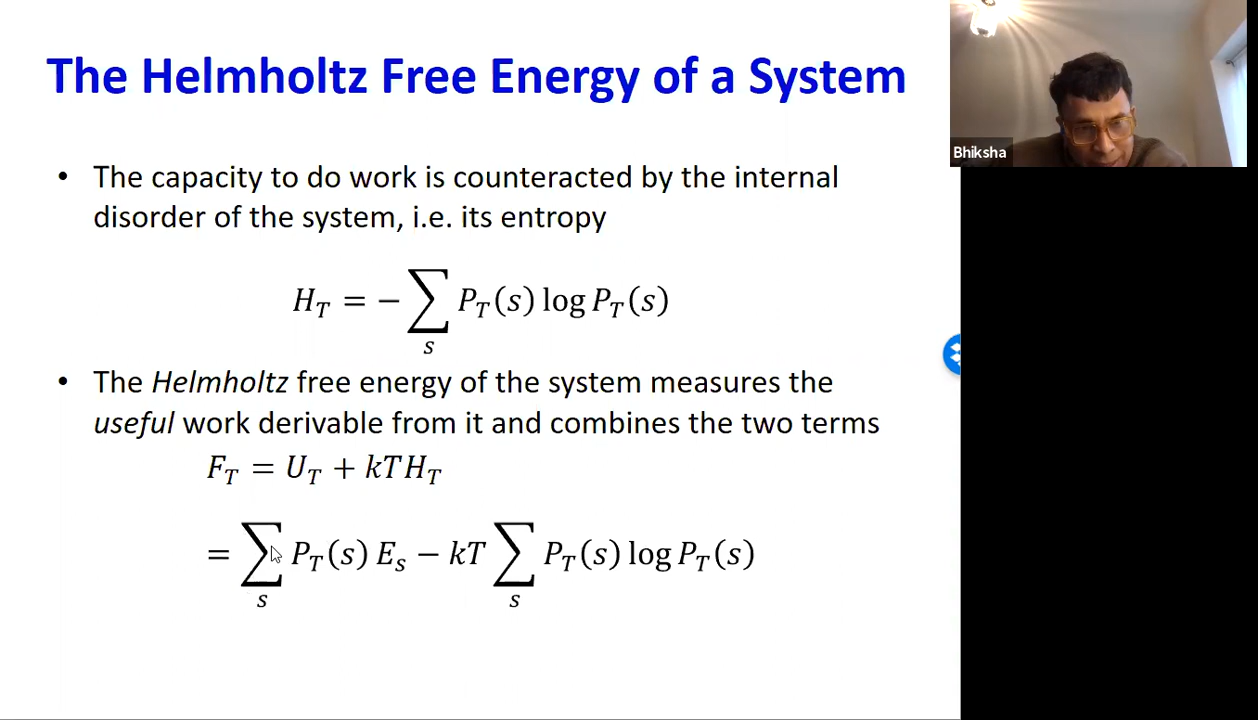 The Helmholtz Free Energy of a System
Bhiksha
• The capacity to do work is counteracted by the internal
disorder of the system, i.e. its entropy
H_T = − ∑_s P_T(s) log P_T(s)
• The Helmholtz free energy of the system measures the
useful work derivable from it and combines the two terms
F_T = U_T + kTH_T
= ∑_s P_T(s) E_s − kT ∑_s P_T(s) log P_T(s)